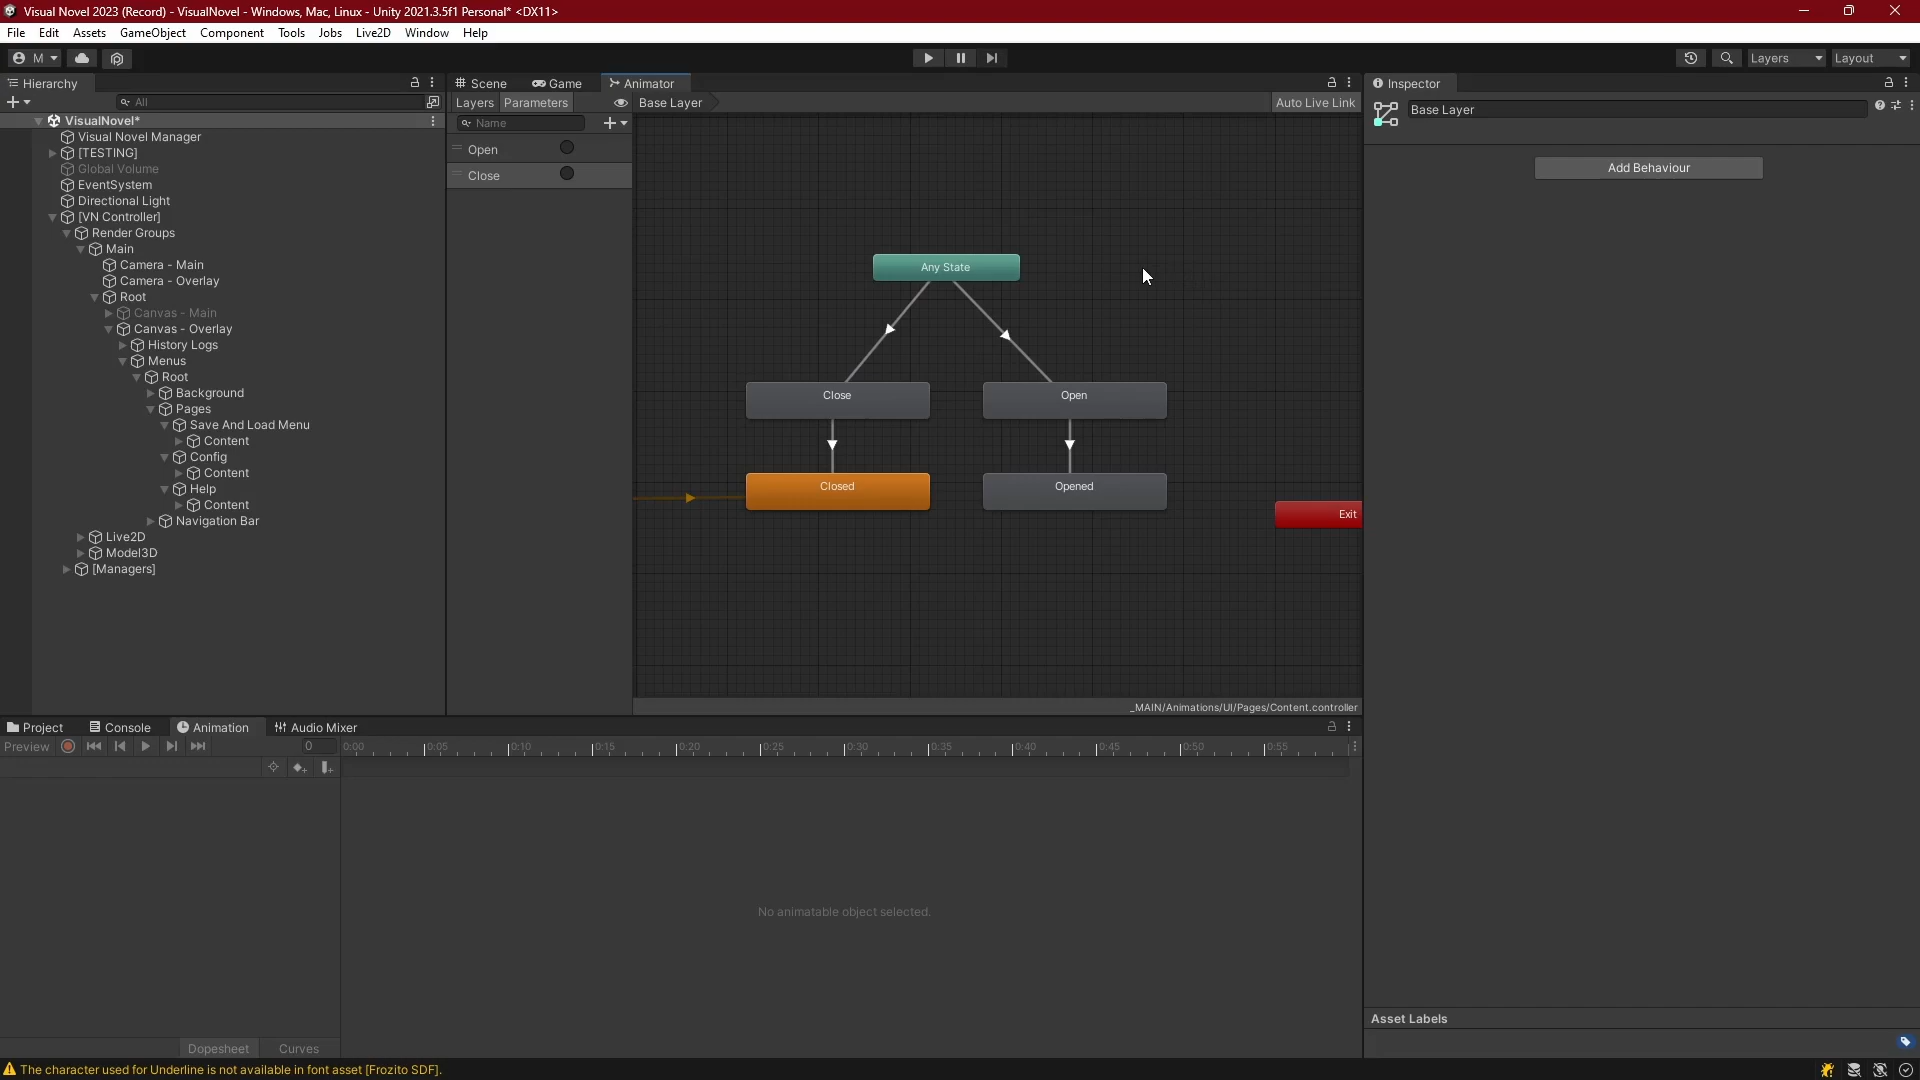 Visual Novel 2023 (Record) - VisualNovel - Windows, Mac, Linux - Unity 2021.3.5f1 Personal* <DX11>
File Edit Assets GameObject Component Tools Jobs Live2D Window Help
M Layers Layout
Hierarchy
All
VisualNovel*
Visual Novel Manager
[TESTING]
Global Volume
EventSystem
Directional Light
[VN Controller]
Render Groups
Main
Camera - Main
Camera - Overlay
Root
Canvas - Main
Canvas - Overlay
History Logs
Menus
Root
Background
Pages
Save And Load Menu
Content
Config
Content
Help
Content
Navigation Bar
Live2D
Model3D
[Managers]
Scene Game Animator
Layers Parameters Base Layer Auto Live Link
Name
Open
Close
Any State
Close Open
Closed Opened
Exit
_MAIN/Animations/UI/Pages/Content.controller
Inspector
Base Layer
Add Behaviour
Asset Labels
Project Console Animation Audio Mixer
Preview 0 0:00 0:05 0:10 0:15 0:20 0:25 0:30 0:35 0:40 0:45 0:50 0:55
No animatable object selected.
Dopesheet Curves
The character used for Underline is not available in font asset [Frozito SDF].